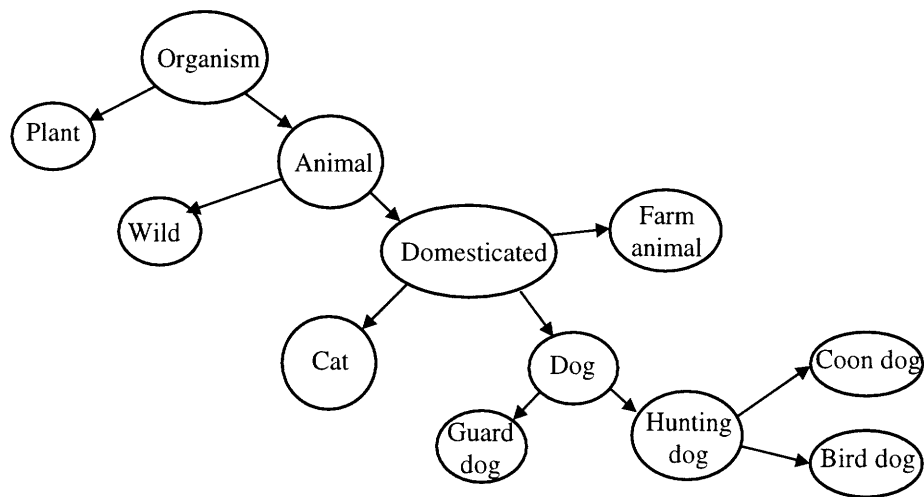 Organism
Plant
Animal
Wild
Farm
animal
Domesticated
Cat
Dog
Coon dog
Guard
dog
Hunting
dog
Bird dog